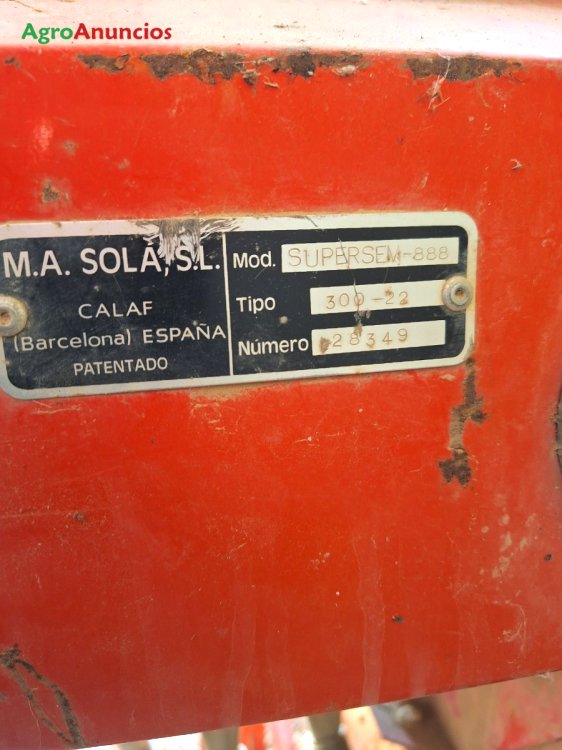 AgroAnuncios
M.A. SOLÁ, S.L.
CALAF
(Barcelona) ESPAÑA
PATENTADO
Mod. SUPERSEM-888
Tipo 300-22
Número 28349